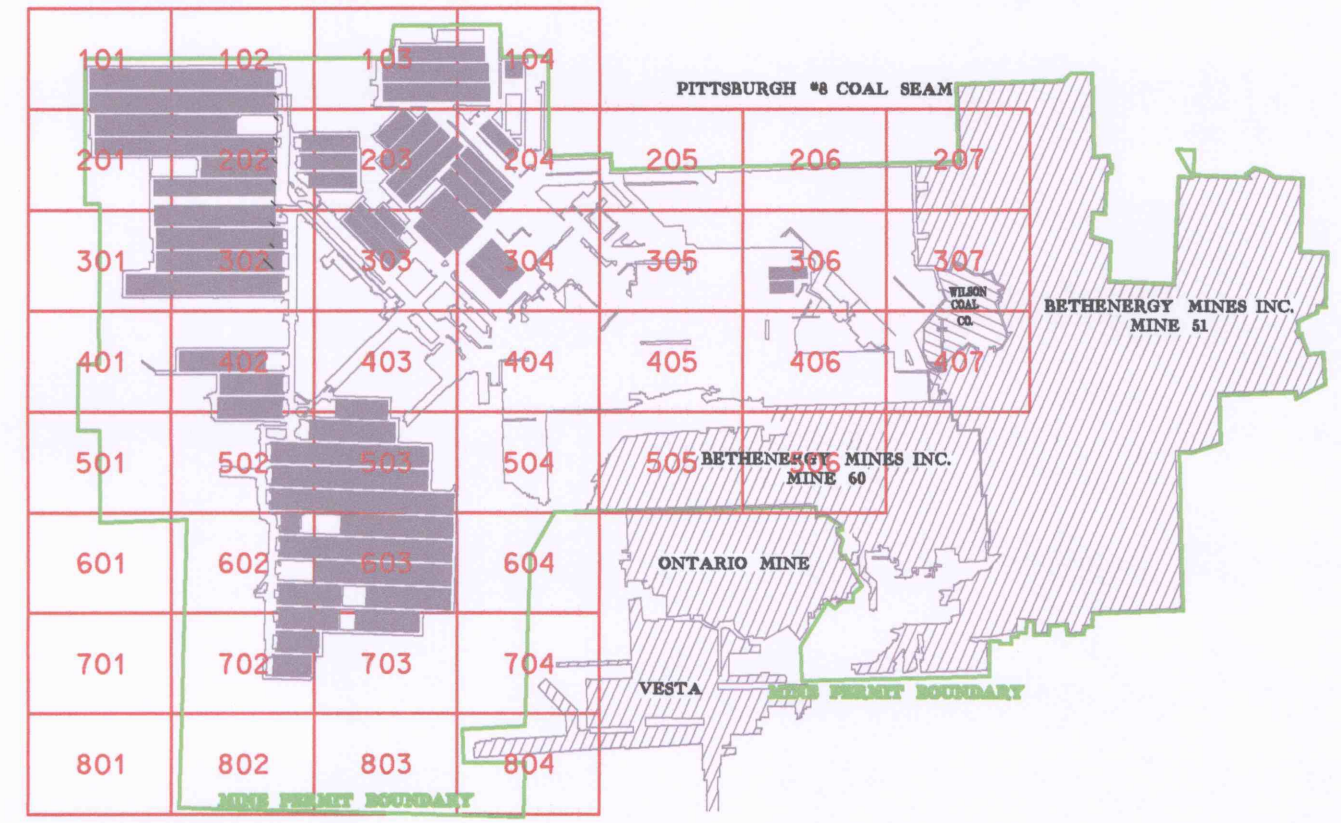 101 102 103 104
PITTSBURGH #8 COAL SEAM
201 202 203 204 205 206 207
301 302 303 304 305 306 307
WILSON
COAL
CO.
BETHENERGY MINES INC.
MINE 51
401 402 403 404 405 406 407
501 502 503 504 505 506
BETHENERGY MINES INC.
MINE 60
601 602 603 604
ONTARIO MINE
701 702 703 704
VESTA
MINE PERMIT BOUNDARY
801 802 803 804
MINE PERMIT BOUNDARY